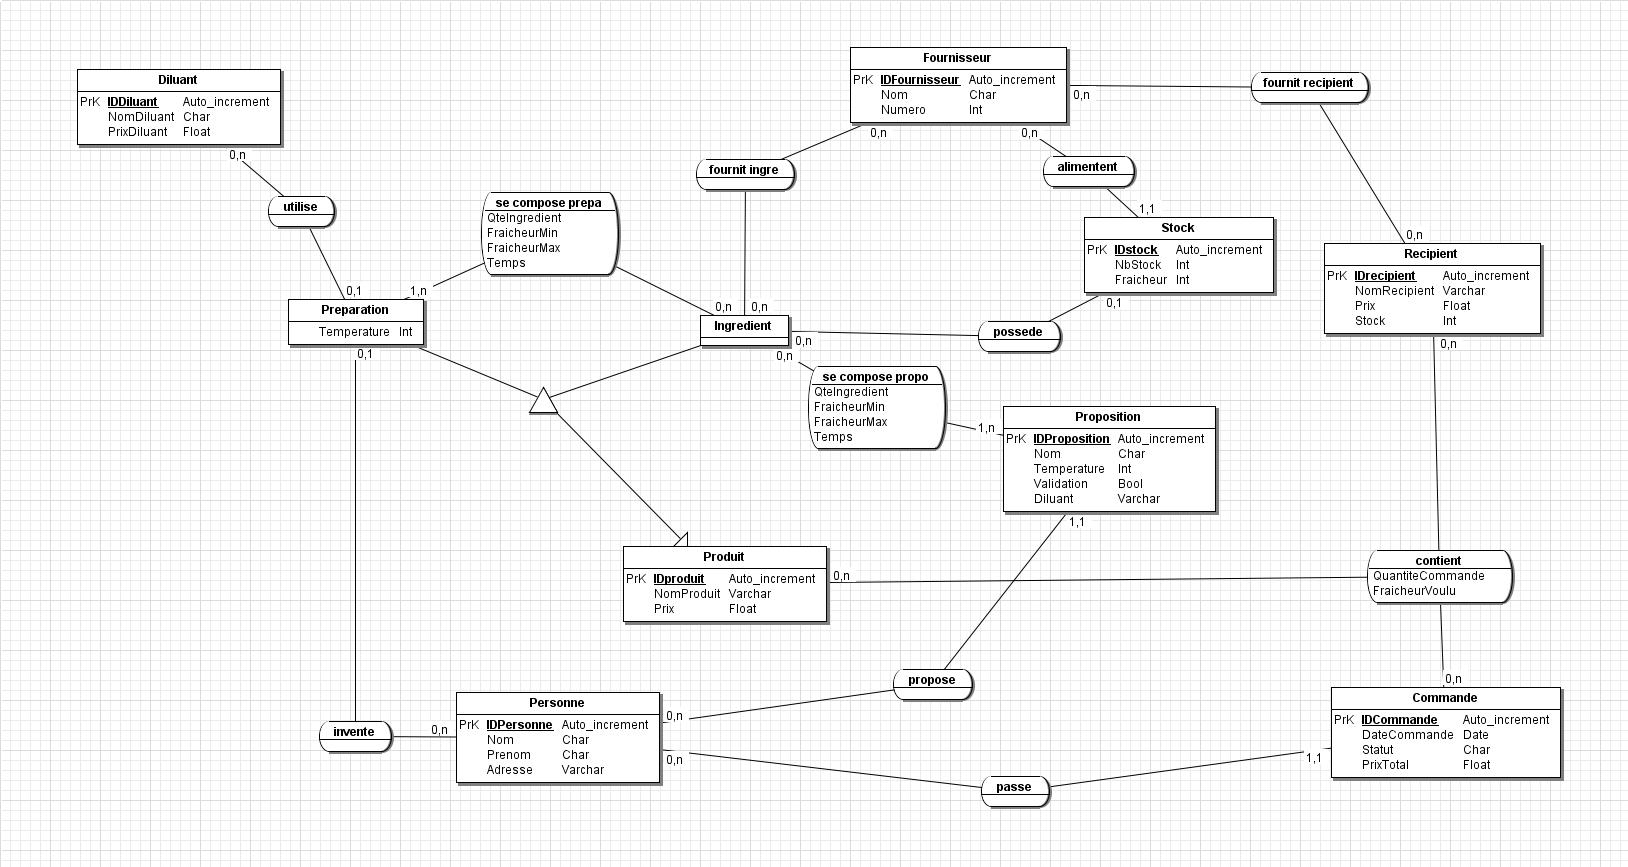 Diluant
PrK IDDiluant Auto_increment
NomDiluant Char
PrixDiluant Float
0,n
utilise
0,1
Fournisseur
PrK IDFournisseur Auto_increment
Nom Char
Numero Int
0,n
0,n
0,n
fournit recipient
fournit ingre
alimentent
1,1
se compose prepa
QteIngredient
FraicheurMin
FraicheurMax
Temps
1,n
0,n
0,n
Stock
PrK IDstock Auto_increment
NbStock Int
Fraicheur Int
0,1
0,n
Recipient
PrK IDrecipient Auto_increment
NomRecipient Varchar
Prix Float
Stock Int
0,n
Preparation
Temperature Int
0,1
Ingredient
0,n
0,n
possede
se compose propo
QteIngredient
FraicheurMin
FraicheurMax
Temps
1,n
Proposition
PrK IDProposition Auto_increment
Nom Char
Temperature Int
Validation Bool
Diluant Varchar
1,1
Produit
PrK IDproduit Auto_increment
NomProduit Varchar
Prix Float
0,n
contient
QuantiteCommande
FraicheurVoulu
0,n
propose
invente
0,n
Personne
PrK IDPersonne Auto_increment
Nom Char
Prenom Char
Adresse Varchar
0,n
0,n
passe
1,1
Commande
PrK IDCommande Auto_increment
DateCommande Date
Statut Char
PrixTotal Float